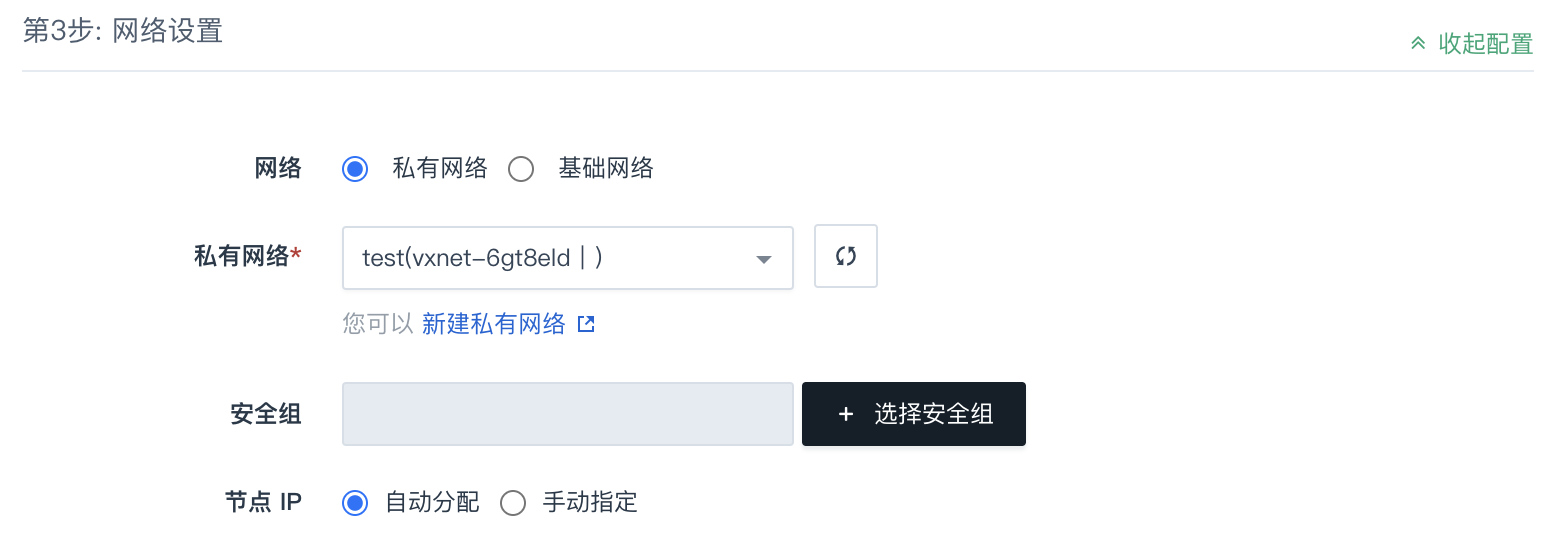 第3步: 网络设置
收起配置
网络 私有网络 基础网络
私有网络* test(vxnet-6gt8eld | )
您可以 新建私有网络
安全组 + 选择安全组
节点 IP 自动分配 手动指定